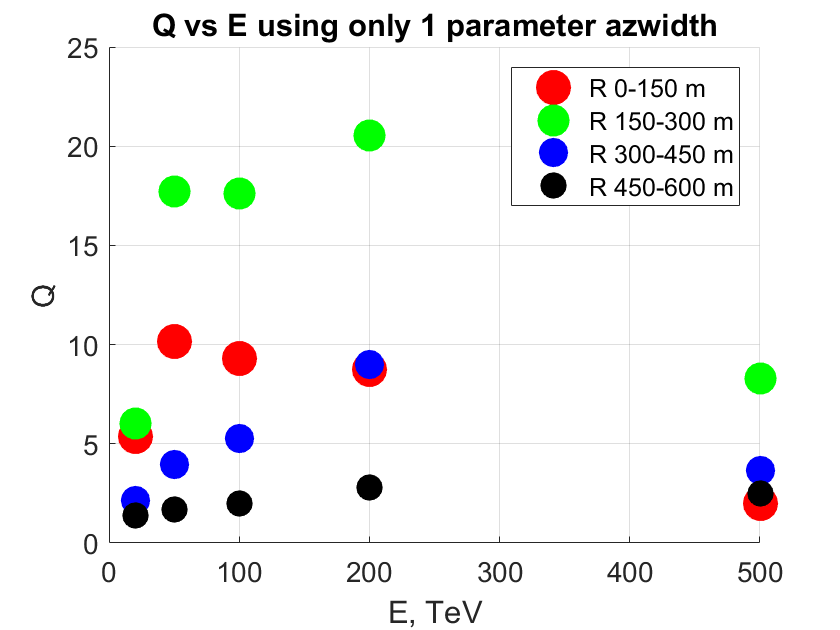 Q vs E using only 1 parameter azwidth
25
20
15
10
5
0
Q
R 0-150 m
R 150-300 m
R 300-450 m
R 450-600 m
0 100 200 300 400 500
E, TeV